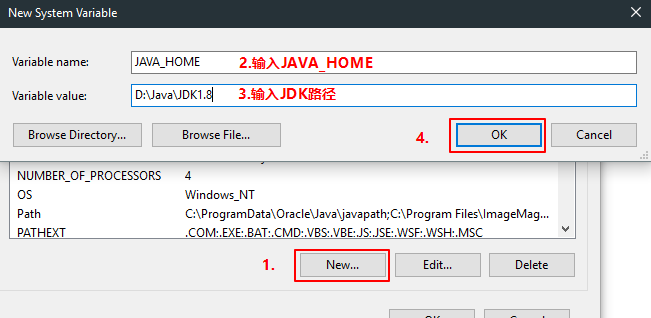 New System Variable
Variable name: JAVA_HOME 2.输入JAVA_HOME
Variable value: D:\Java\JDK1.8 3.输入JDK路径
Browse Directory... Browse File... 4. OK Cancel
NUMBER_OF_PROCESSORS 4
OS Windows_NT
Path C:\ProgramData\Oracle\Java\javapath;C:\Program Files\ImageMag...
PATHEXT .COM;.EXE;.BAT;.CMD;.VBS;.VBE;.JS;.JSE;.WSF;.WSH;.MSC
1. New... Edit... Delete